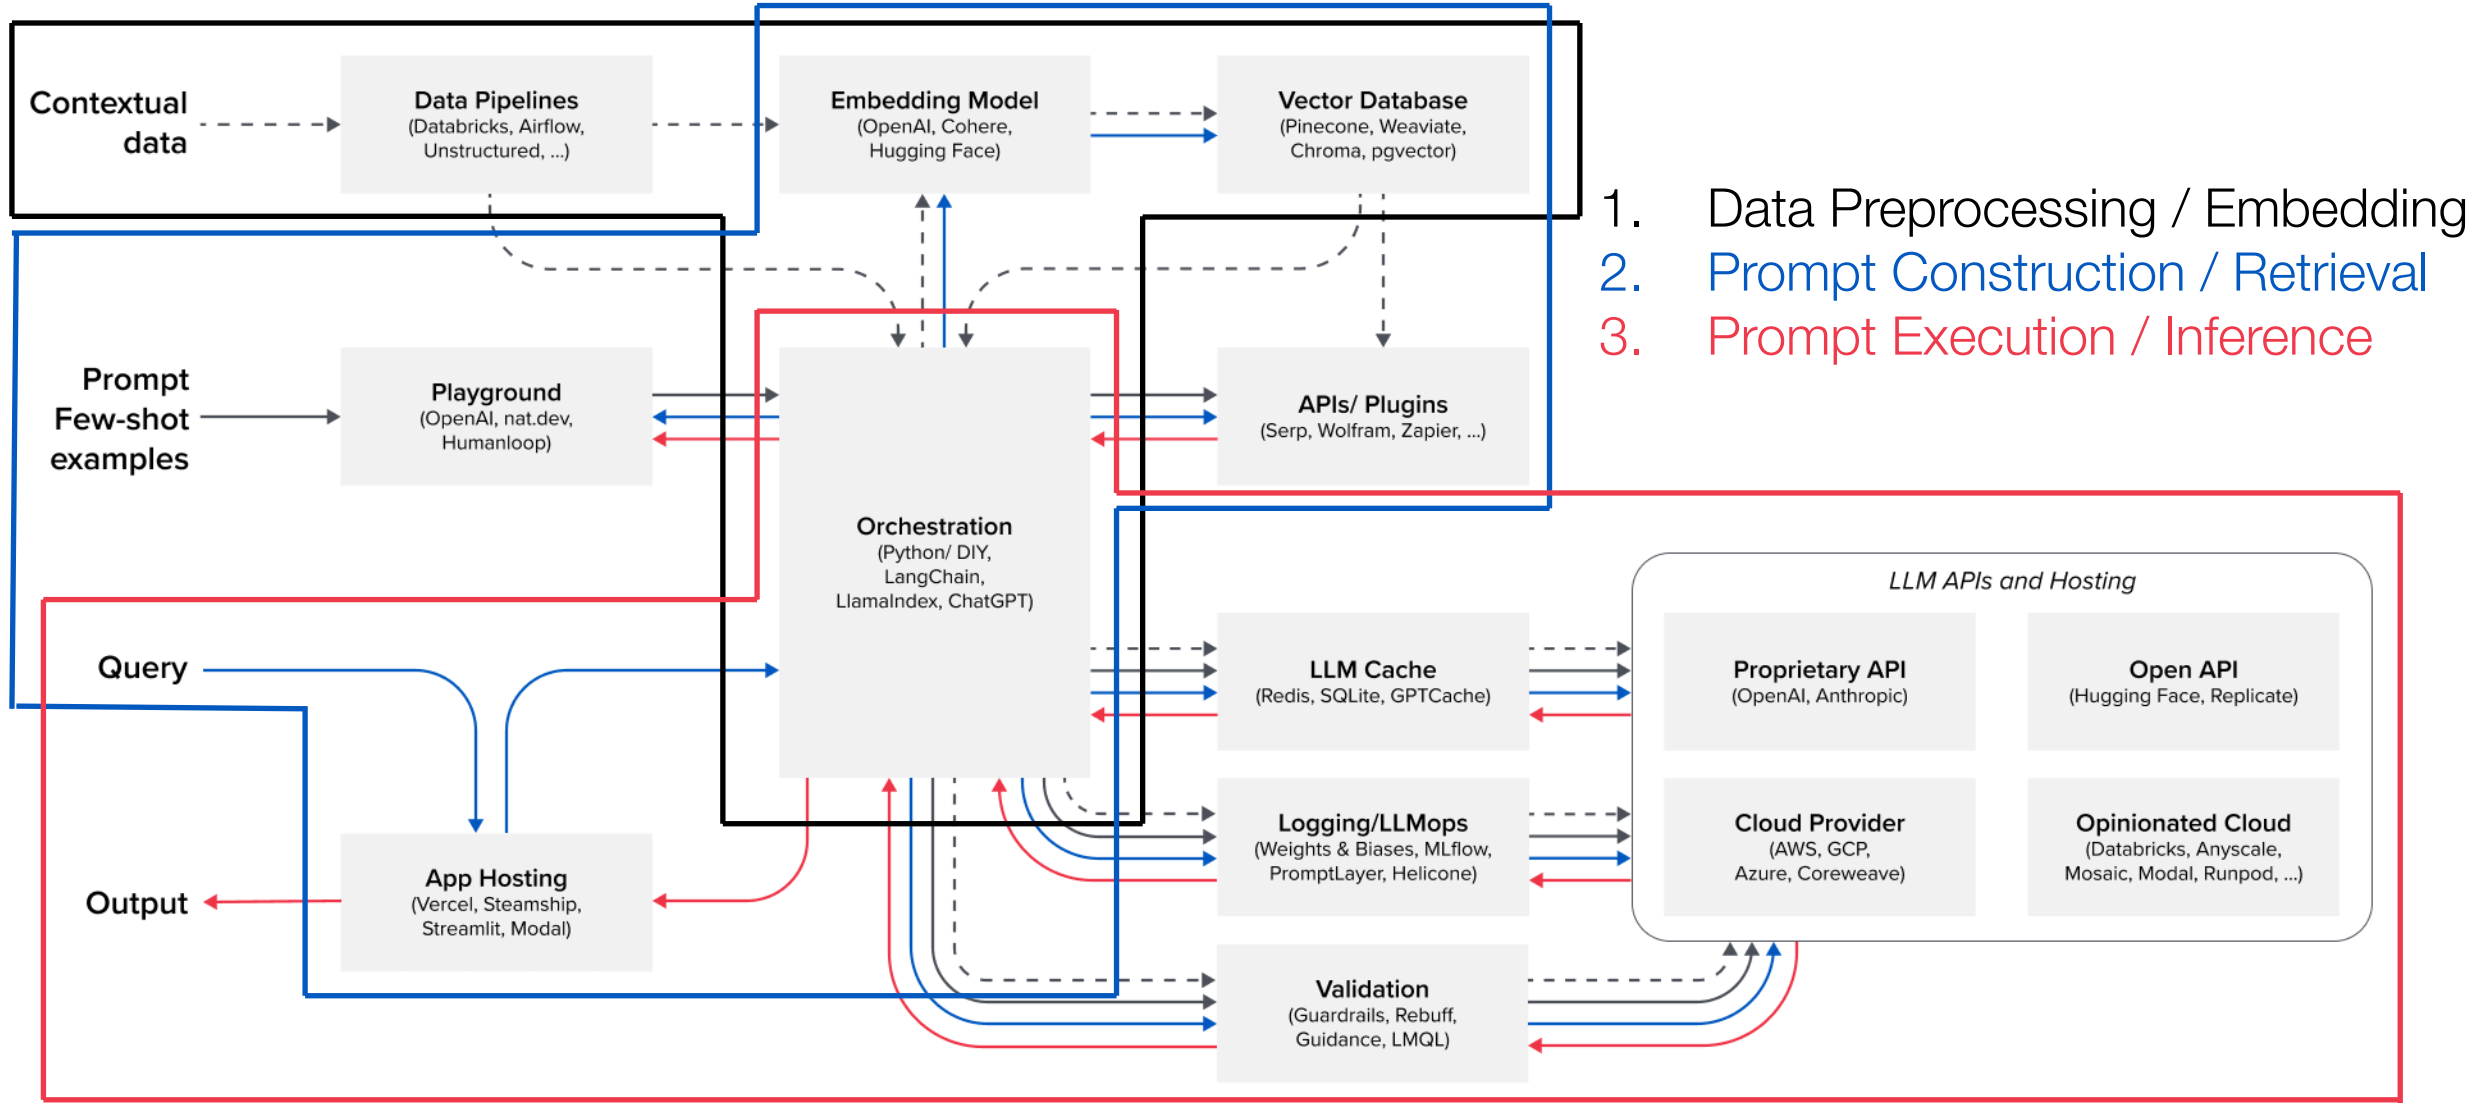 Contextual
data
Data Pipelines
(Databricks, Airflow,
Unstructured, ...)
Embedding Model
(OpenAI, Cohere,
Hugging Face)
Vector Database
(Pinecone, Weaviate,
Chroma, pgvector)
1. Data Preprocessing / Embedding
2. Prompt Construction / Retrieval
3. Prompt Execution / Inference
Prompt
Few-shot
examples
Playground
(OpenAI, nat.dev,
Humanloop)
APIs/ Plugins
(Serp, Wolfram, Zapier, ...)
Orchestration
(Python/ DIY,
LangChain,
LlamaIndex, ChatGPT)
Query
LLM Cache
(Redis, SQLite, GPTCache)
LLM APIs and Hosting
Proprietary API
(OpenAI, Anthropic)
Open API
(Hugging Face, Replicate)
Logging/LLMops
(Weights & Biases, MLflow,
PromptLayer, Helicone)
Cloud Provider
(AWS, GCP,
Azure, Coreweave)
Opinionated Cloud
(Databricks, Anyscale,
Mosaic, Modal, Runpod, ...)
Output
App Hosting
(Vercel, Steamship,
Streamlit, Modal)
Validation
(Guardrails, Rebuff,
Guidance, LMQL)